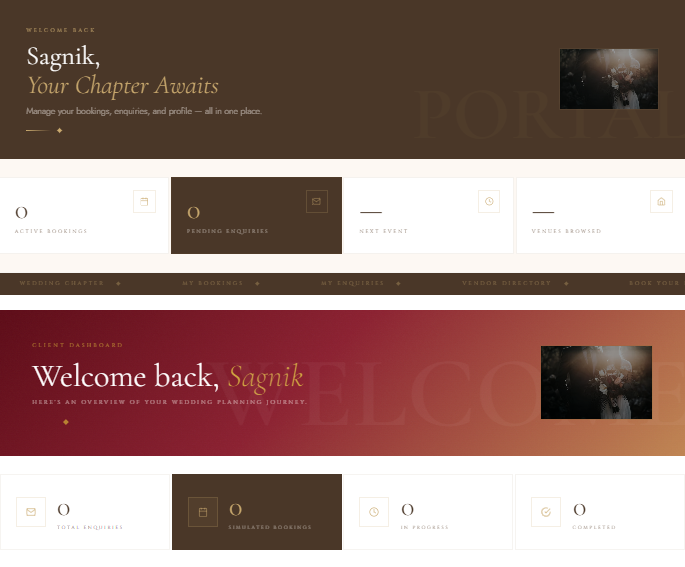 WELCOME BACK
Sagnik,
Your Chapter Awaits
Manage your bookings, enquiries, and profile — all in one place.
PORTAL
0
ACTIVE BOOKINGS
0
PENDING ENQUIRIES
—
NEXT EVENT
—
VENUES BROWSED
WEDDING CHAPTER ◆ MY BOOKINGS ◆ MY ENQUIRIES ◆ VENDOR DIRECTORY ◆ BOOK YOUR
CLIENT DASHBOARD
Welcome back, Sagnik
HERE'S AN OVERVIEW OF YOUR WEDDING PLANNING JOURNEY.
WELCOME
0
TOTAL ENQUIRIES
0
SIMULATED BOOKINGS
0
IN PROGRESS
0
COMPLETED